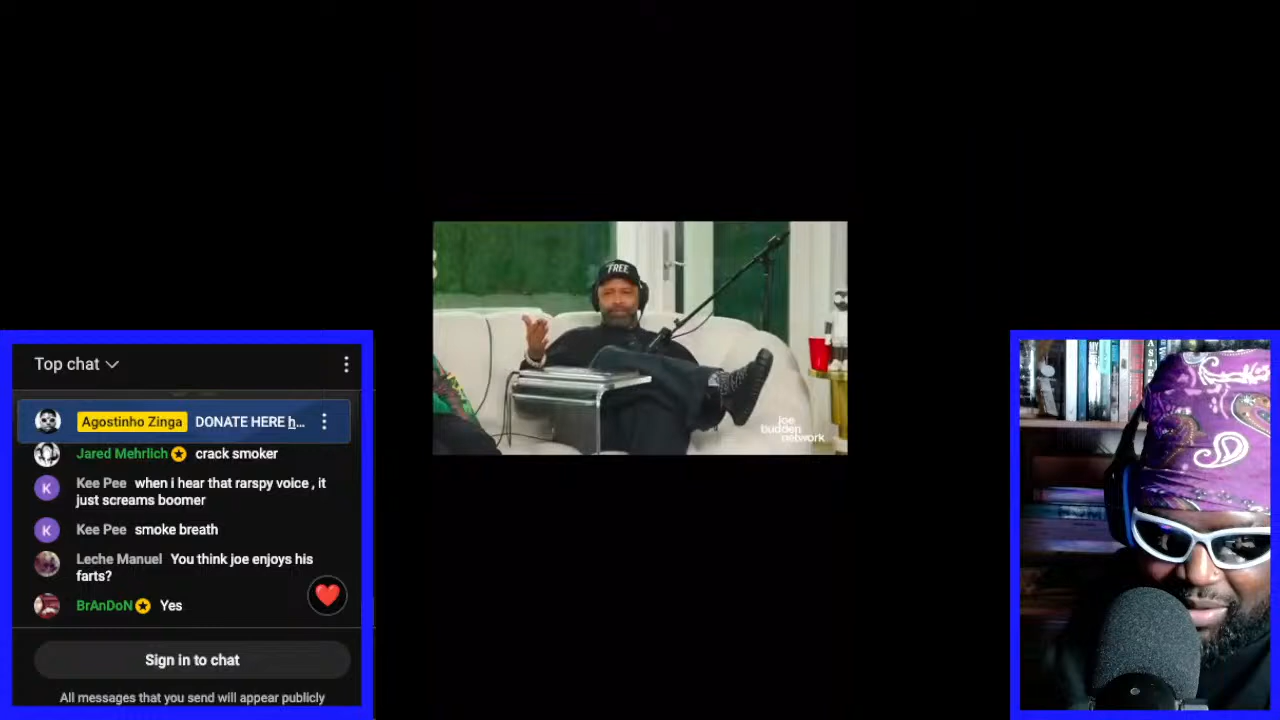 FREE
joe
budden
network
Top chat
Agostinho Zinga DONATE HERE h...
Jared Mehrlich crack smoker
K Kee Pee when i hear that rarspy voice , it
just screams boomer
K Kee Pee smoke breath
Leche Manuel You think joe enjoys his
farts?
BrAnDoN Yes
Sign in to chat
All messages that you send will appear publicly